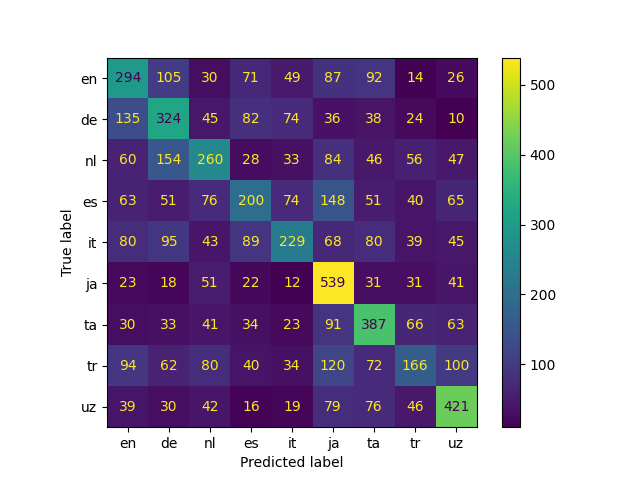 en 294 105 30 71 49 87 92 14 26
de 135 324 45 82 74 36 38 24 10
nl 60 154 260 28 33 84 46 56 47
es 63 51 76 200 74 148 51 40 65
it 80 95 43 89 229 68 80 39 45
ja 23 18 51 22 12 539 31 31 41
ta 30 33 41 34 23 91 387 66 63
tr 94 62 80 40 34 120 72 166 100
uz 39 30 42 16 19 79 76 46 421
en de nl es it ja ta tr uz
Predicted label
True label
500
400
300
200
100